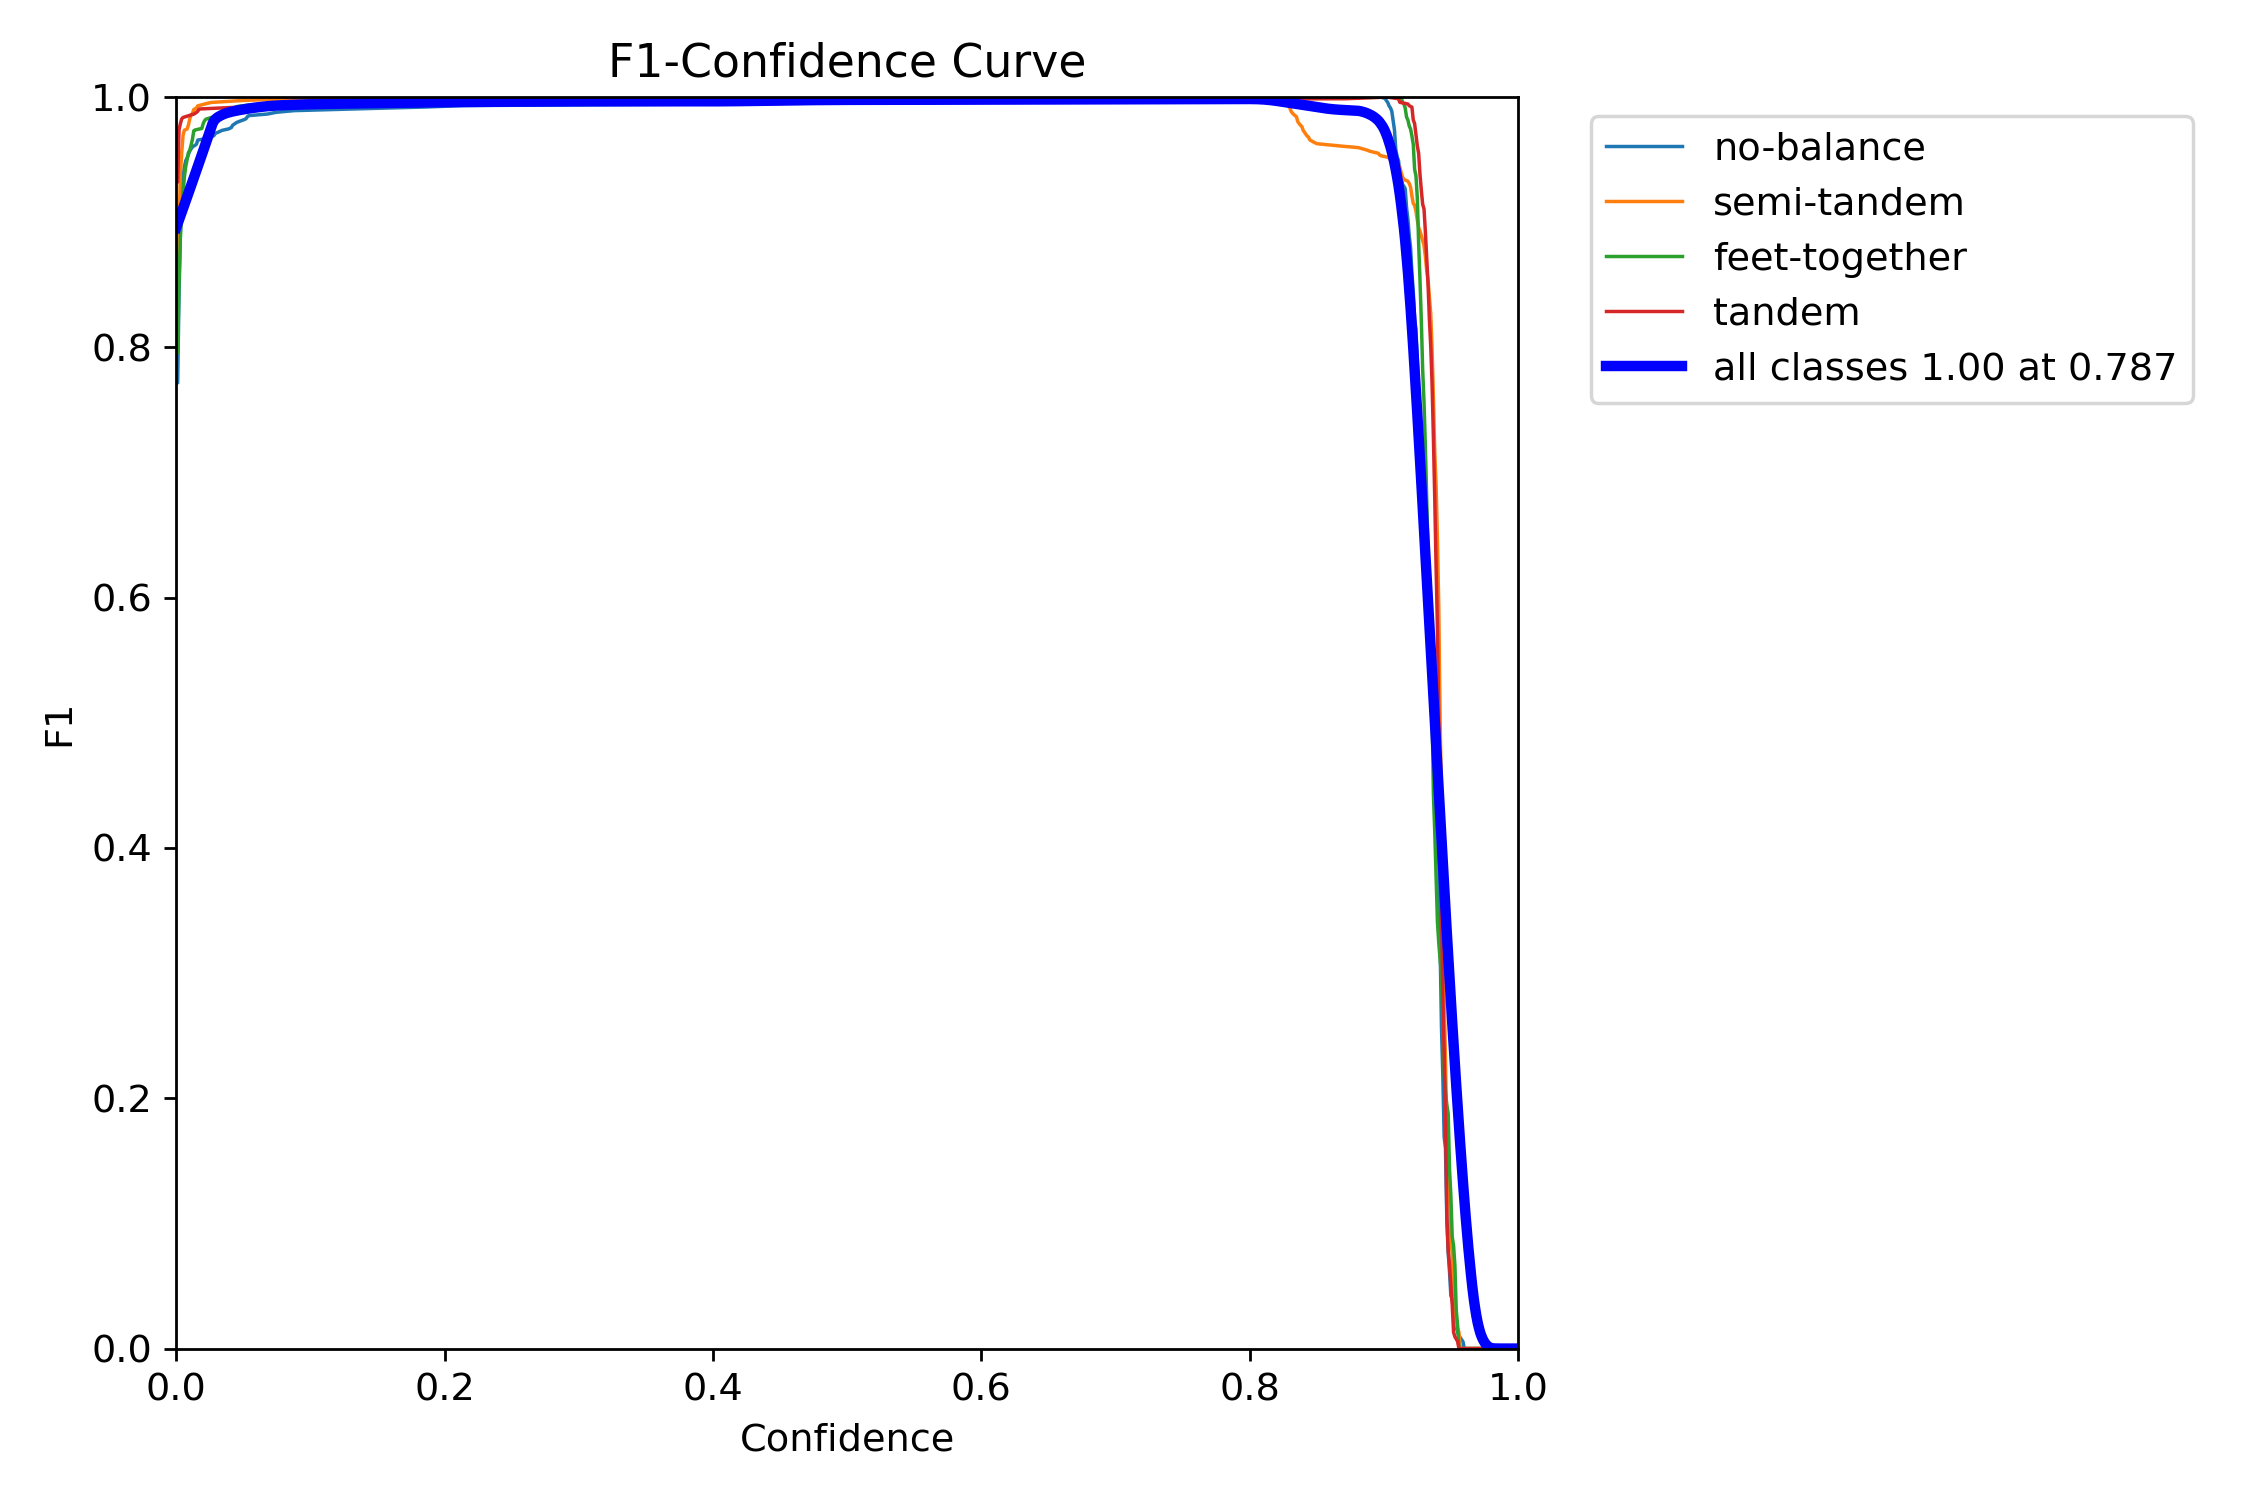 F1-Confidence Curve
1.0
0.8
0.6
0.4
0.2
0.0
F1
0.0 0.2 0.4 0.6 0.8 1.0
Confidence
no-balance
semi-tandem
feet-together
tandem
all classes 1.00 at 0.787